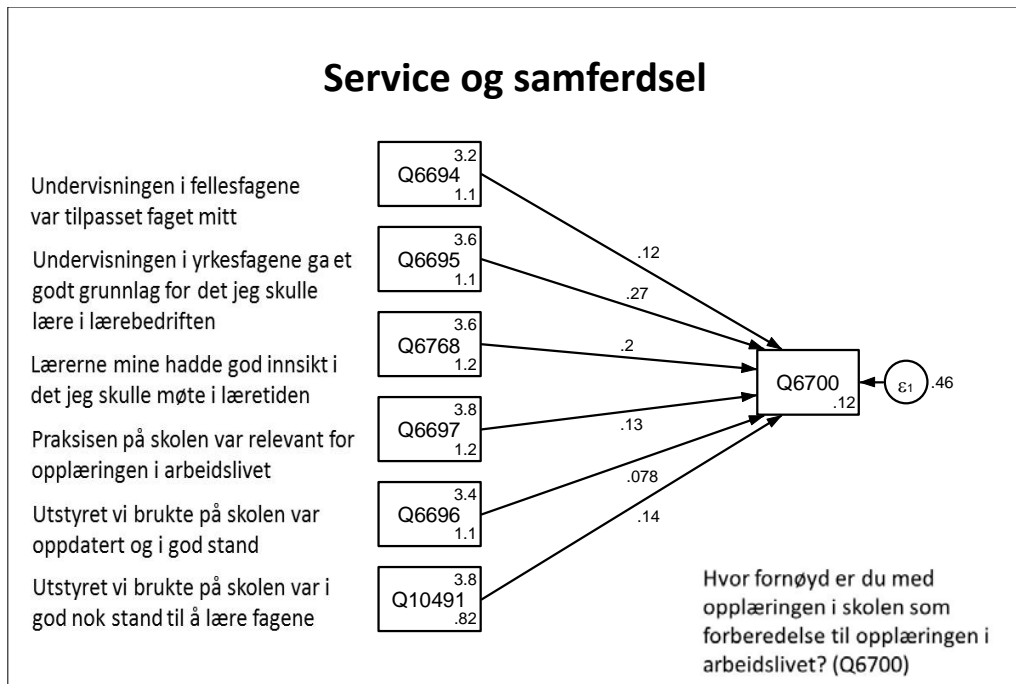 Service og samferdsel
Undervisningen i fellesfagene
var tilpasset faget mitt
Undervisningen i yrkesfagene ga et
godt grunnlag for det jeg skulle
lære i lærebedriften
Lærerne mine hadde god innsikt i
det jeg skulle møte i læretiden
Praksisen på skolen var relevant for
opplæringen i arbeidslivet
Utstyret vi brukte på skolen var
oppdatert og i god stand
Utstyret vi brukte på skolen var i
god nok stand til å lære fagene
3.2
Q6694
1.1
3.6
Q6695
1.1
3.6
Q6768
1.2
3.8
Q6697
1.2
3.4
Q6696
1.1
3.8
Q10491
.82
.12
.27
.2
.13
.078
.14
Q6700
.12
ε1
.46
Hvor fornøyd er du med
opplæringen i skolen som
forberedelse til opplæringen i
arbeidslivet? (Q6700)